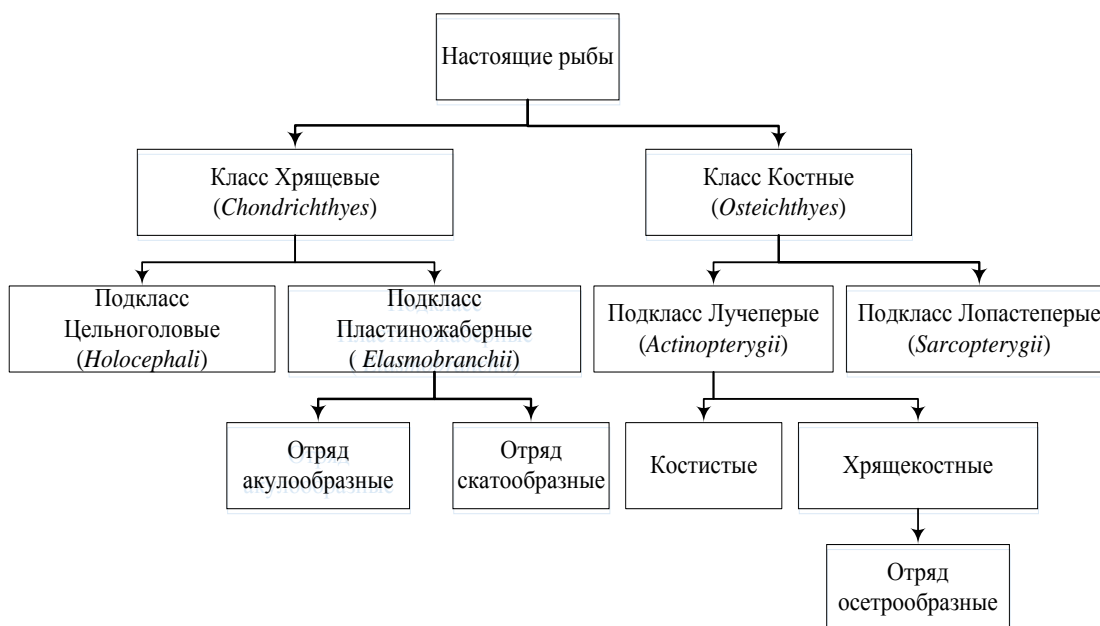 Настоящие рыбы
Класс Хрящевые
(Chondrichthyes)
Класс Костные
(Osteichthyes)
Подкласс
Цельноголовые
(Holocephali)
Подкласс
Пластиножаберные
( Elasmobranchii)
Подкласс Лучеперые
(Actinopterygii)
Подкласс Лопастеперые
(Sarcopterygii)
Отряд
акулообразные
Отряд
скатообразные
Костистые
Хрящекостные
Отряд
осетрообразные